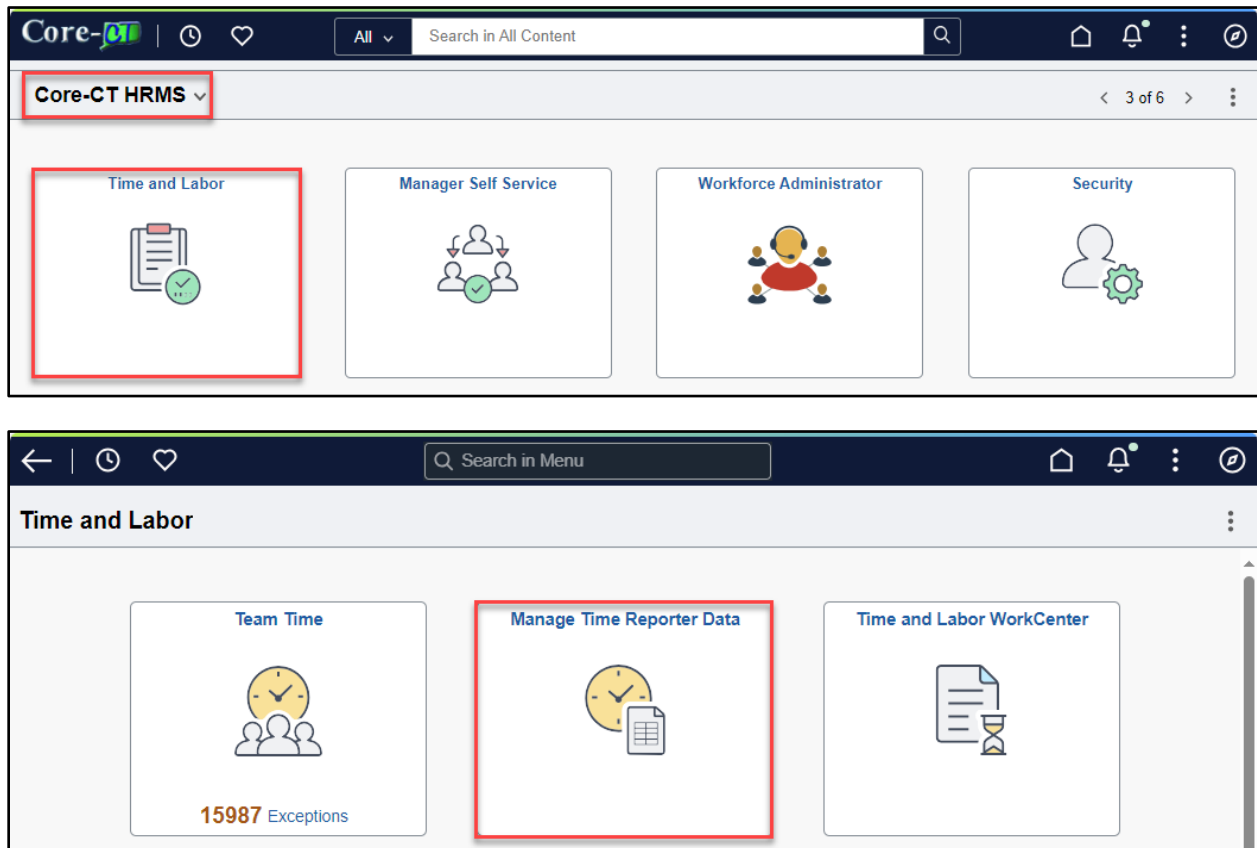 Core-CT All Search in All Content
Core-CT HRMS 3 of 6
Time and Labor Manager Self Service Workforce Administrator Security
Search in Menu
Time and Labor
Team Time Manage Time Reporter Data Time and Labor WorkCenter
15987 Exceptions